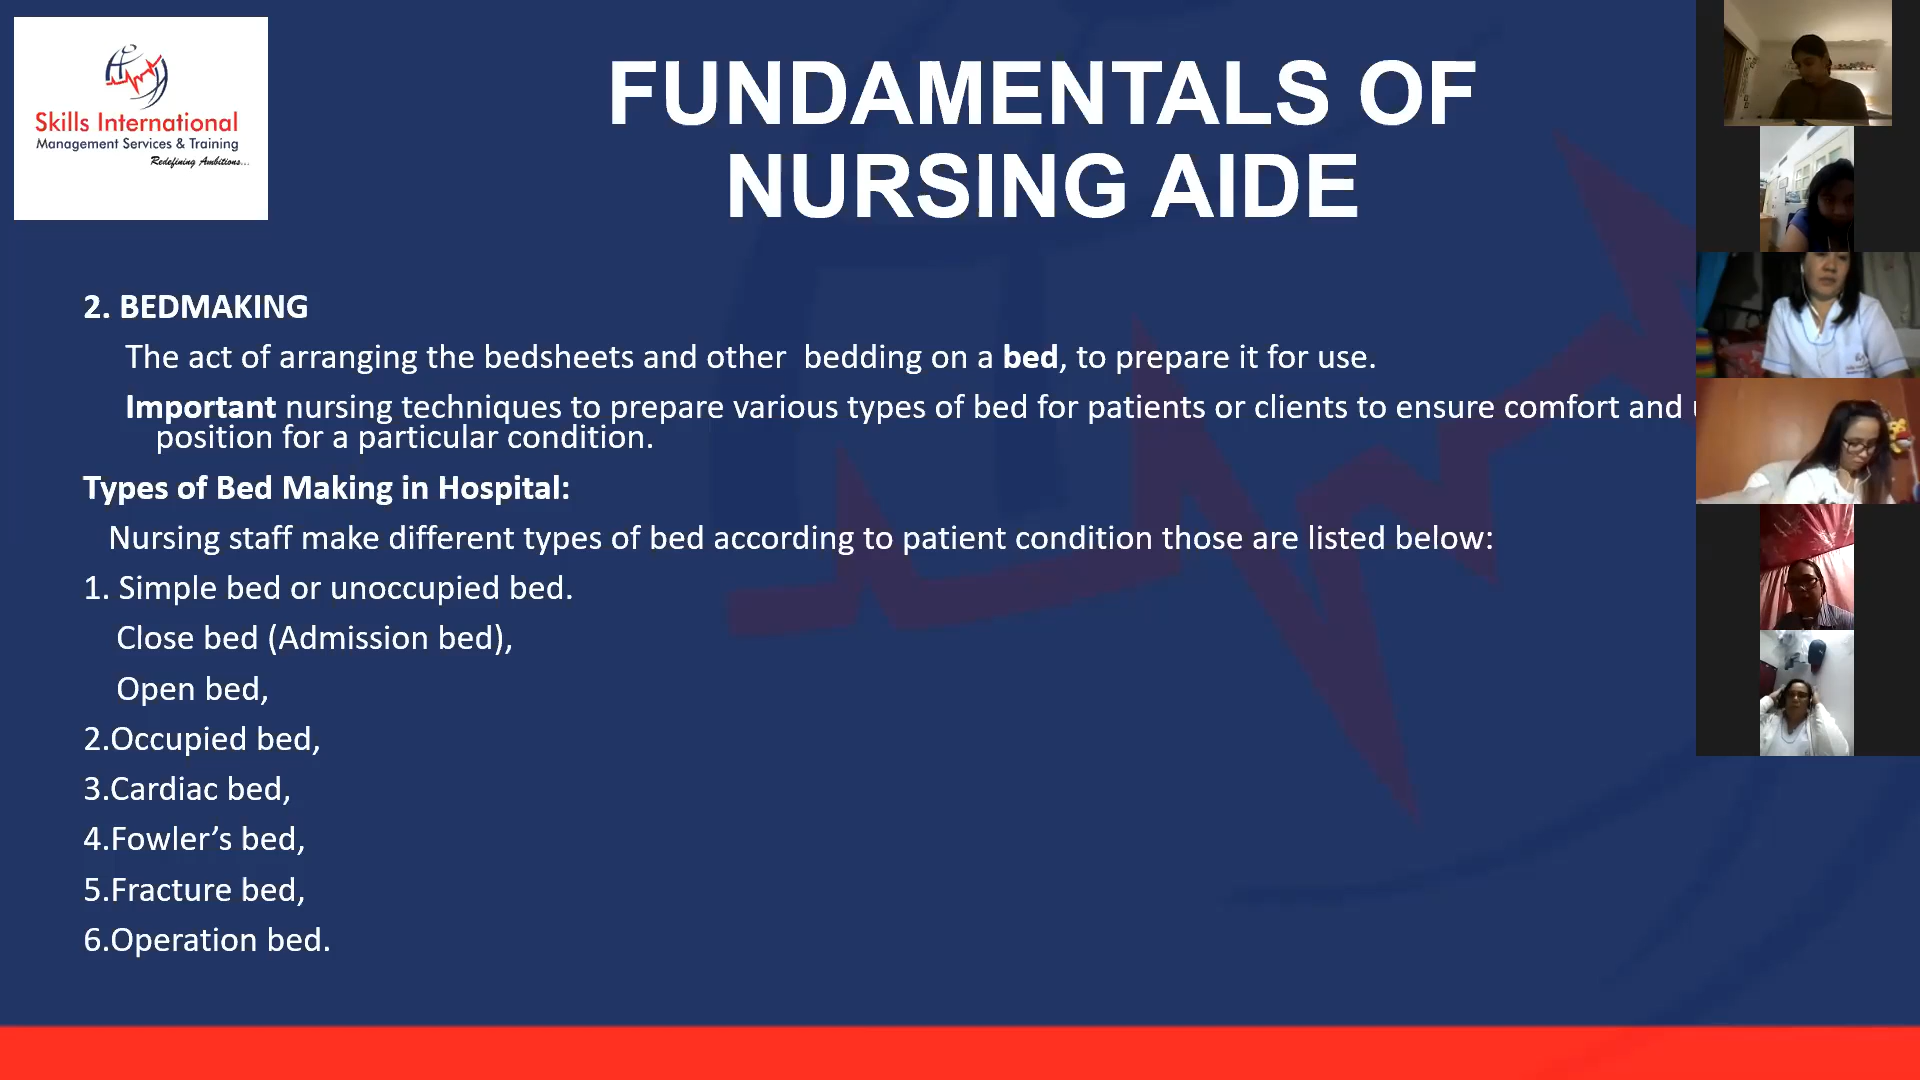 Skills International
Management Services & Training
Redefining Ambitions...
FUNDAMENTALS OF
NURSING AIDE
2. BEDMAKING
The act of arranging the bedsheets and other bedding on a bed, to prepare it for use.
Important nursing techniques to prepare various types of bed for patients or clients to ensure comfort and
position for a particular condition.
Types of Bed Making in Hospital:
Nursing staff make different types of bed according to patient condition those are listed below:
1. Simple bed or unoccupied bed.
Close bed (Admission bed),
Open bed,
2.Occupied bed,
3.Cardiac bed,
4.Fowler’s bed,
5.Fracture bed,
6.Operation bed.